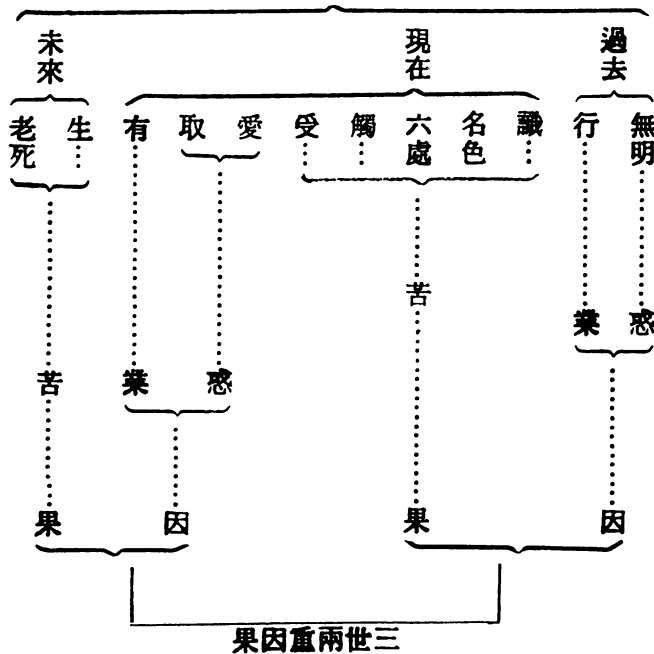 過去 現在 未來
無明 行 識 名色 六處 觸 受 愛 取 有 生 老死
苦
惑 業
惑 業 苦
因 果 因 果
三世兩重因果